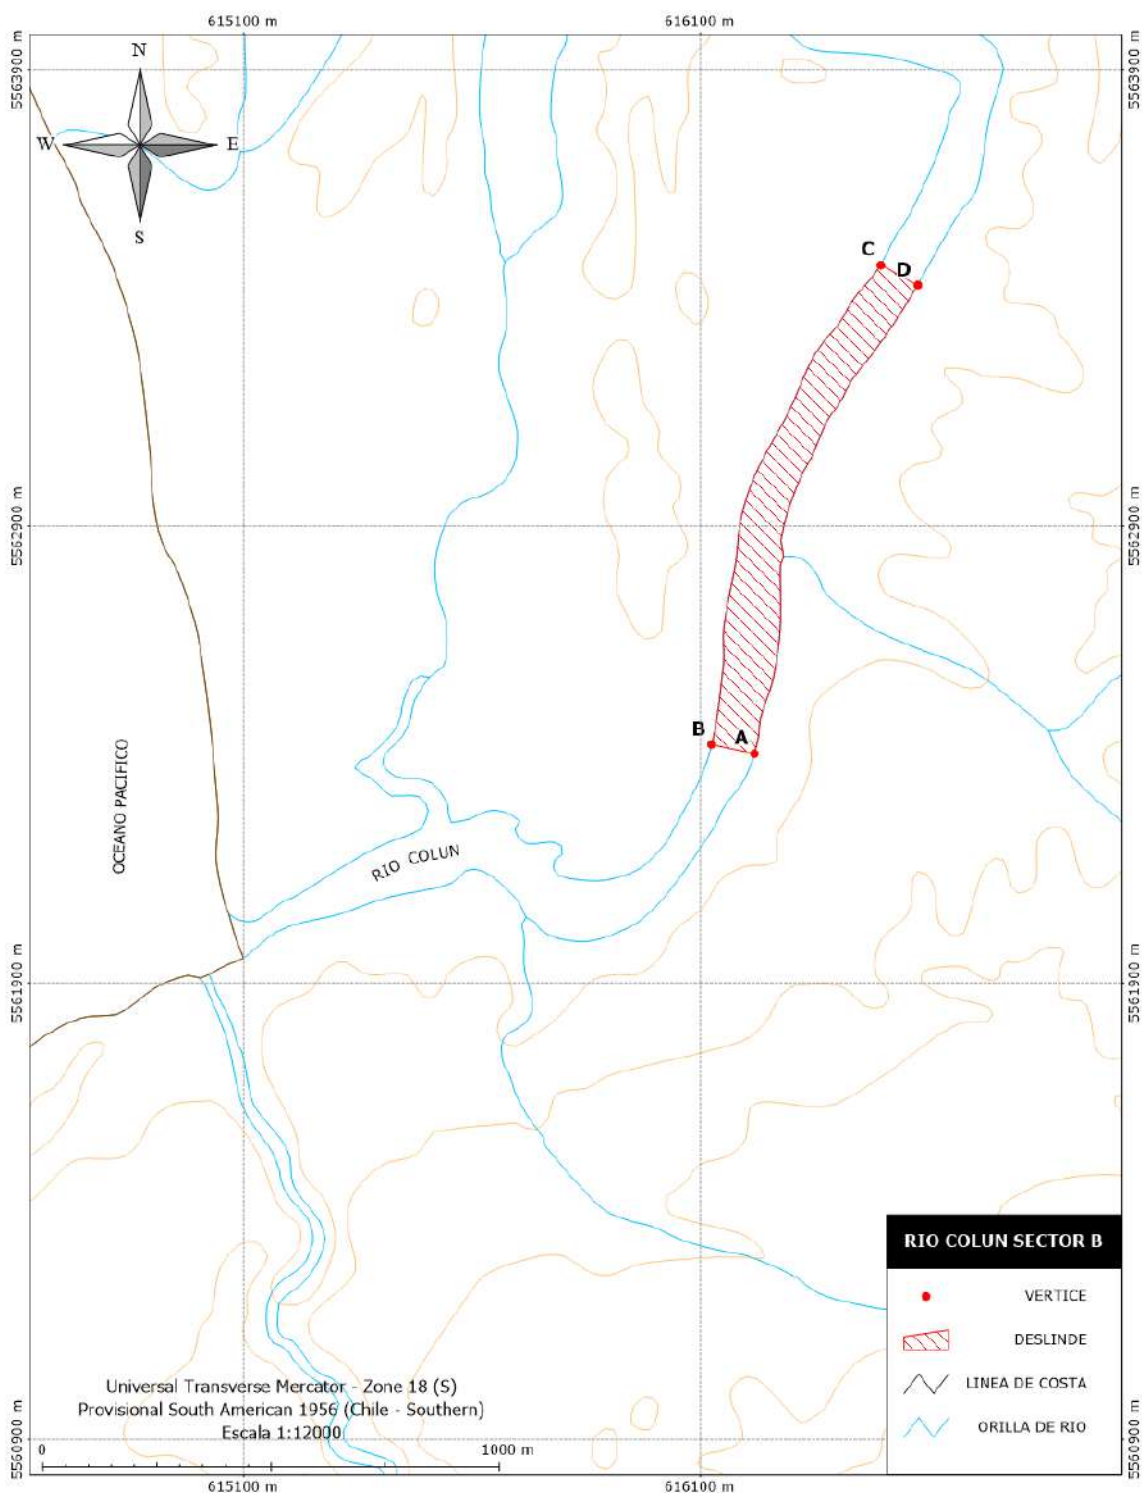 615100 m
616100 m
N
5563900 m
5563900 m
W
E
S
C
D
5562900 m
5562900 m
B
A
OCEANO PACIFICO
RIO COLUN
5561900 m
5561900 m
RIO COLUN SECTOR B
VERTICE
DESLINDE
LINEA DE COSTA
ORILLA DE RIO
Universal Transverse Mercator - Zone 18 (S)
Provisional South American 1956 (Chile - Southern)
Escala 1:12000
0
1000 m
5560900 m
5560900 m
615100 m
616100 m